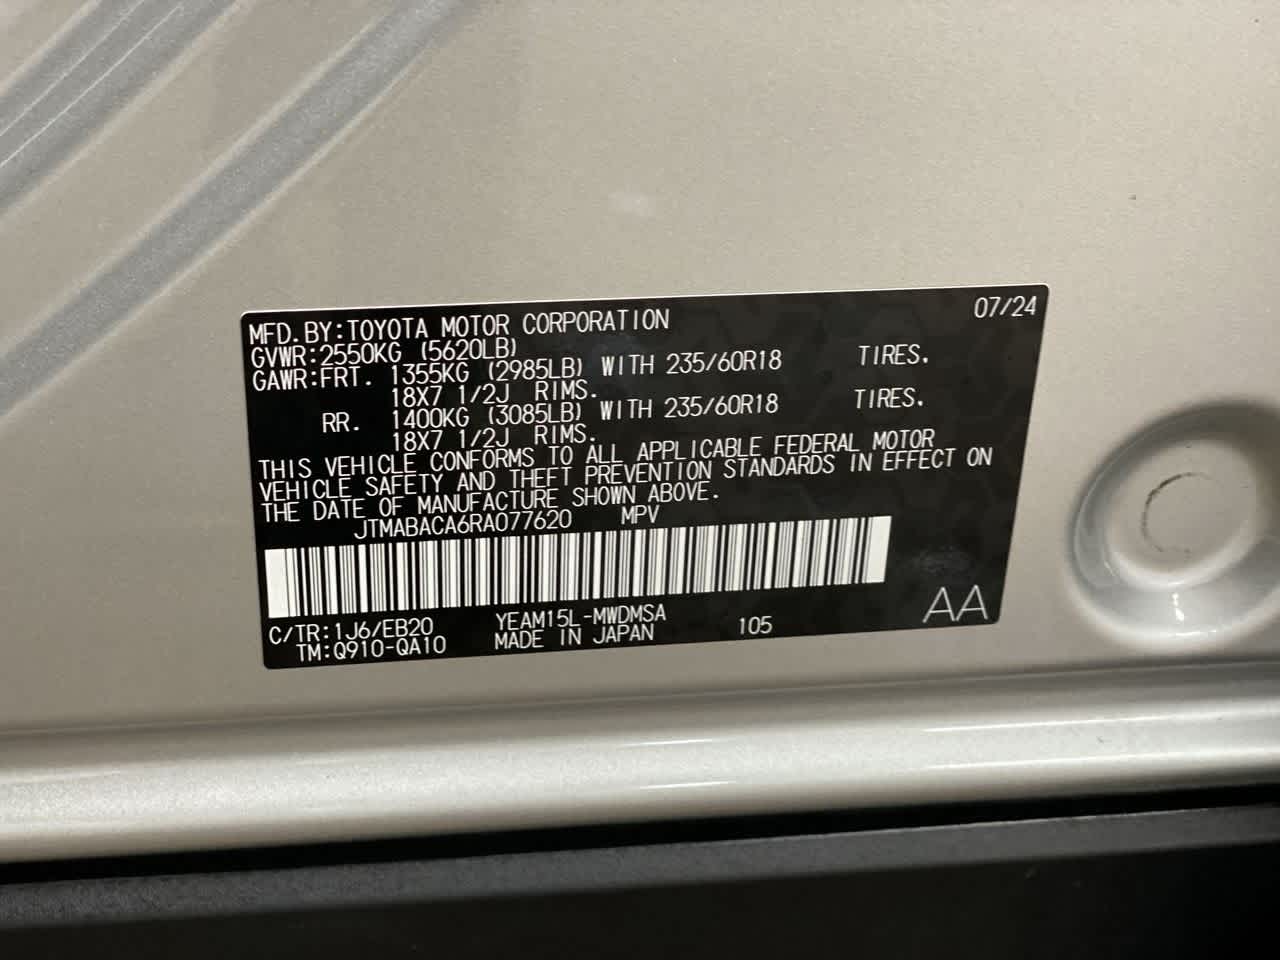 07/24
MFD.BY:TOYOTA MOTOR CORPORATION
GVWR:2550KG (5620LB)
GAWR:FRT. 1355KG (2985LB) WITH 235/60R18 TIRES.
18X7 1/2J RIMS.
RR. 1400KG (3085LB) WITH 235/60R18 TIRES.
18X7 1/2J RIMS.
THIS VEHICLE CONFORMS TO ALL APPLICABLE FEDERAL MOTOR
VEHICLE SAFETY AND THEFT PREVENTION STANDARDS IN EFFECT ON
THE DATE OF MANUFACTURE SHOWN ABOVE.
JTMABACA6RA077620 MPV
C/TR:1J6/EB20 YEAM15L-MWDMSA 105 AA
TM:Q910-QA10 MADE IN JAPAN